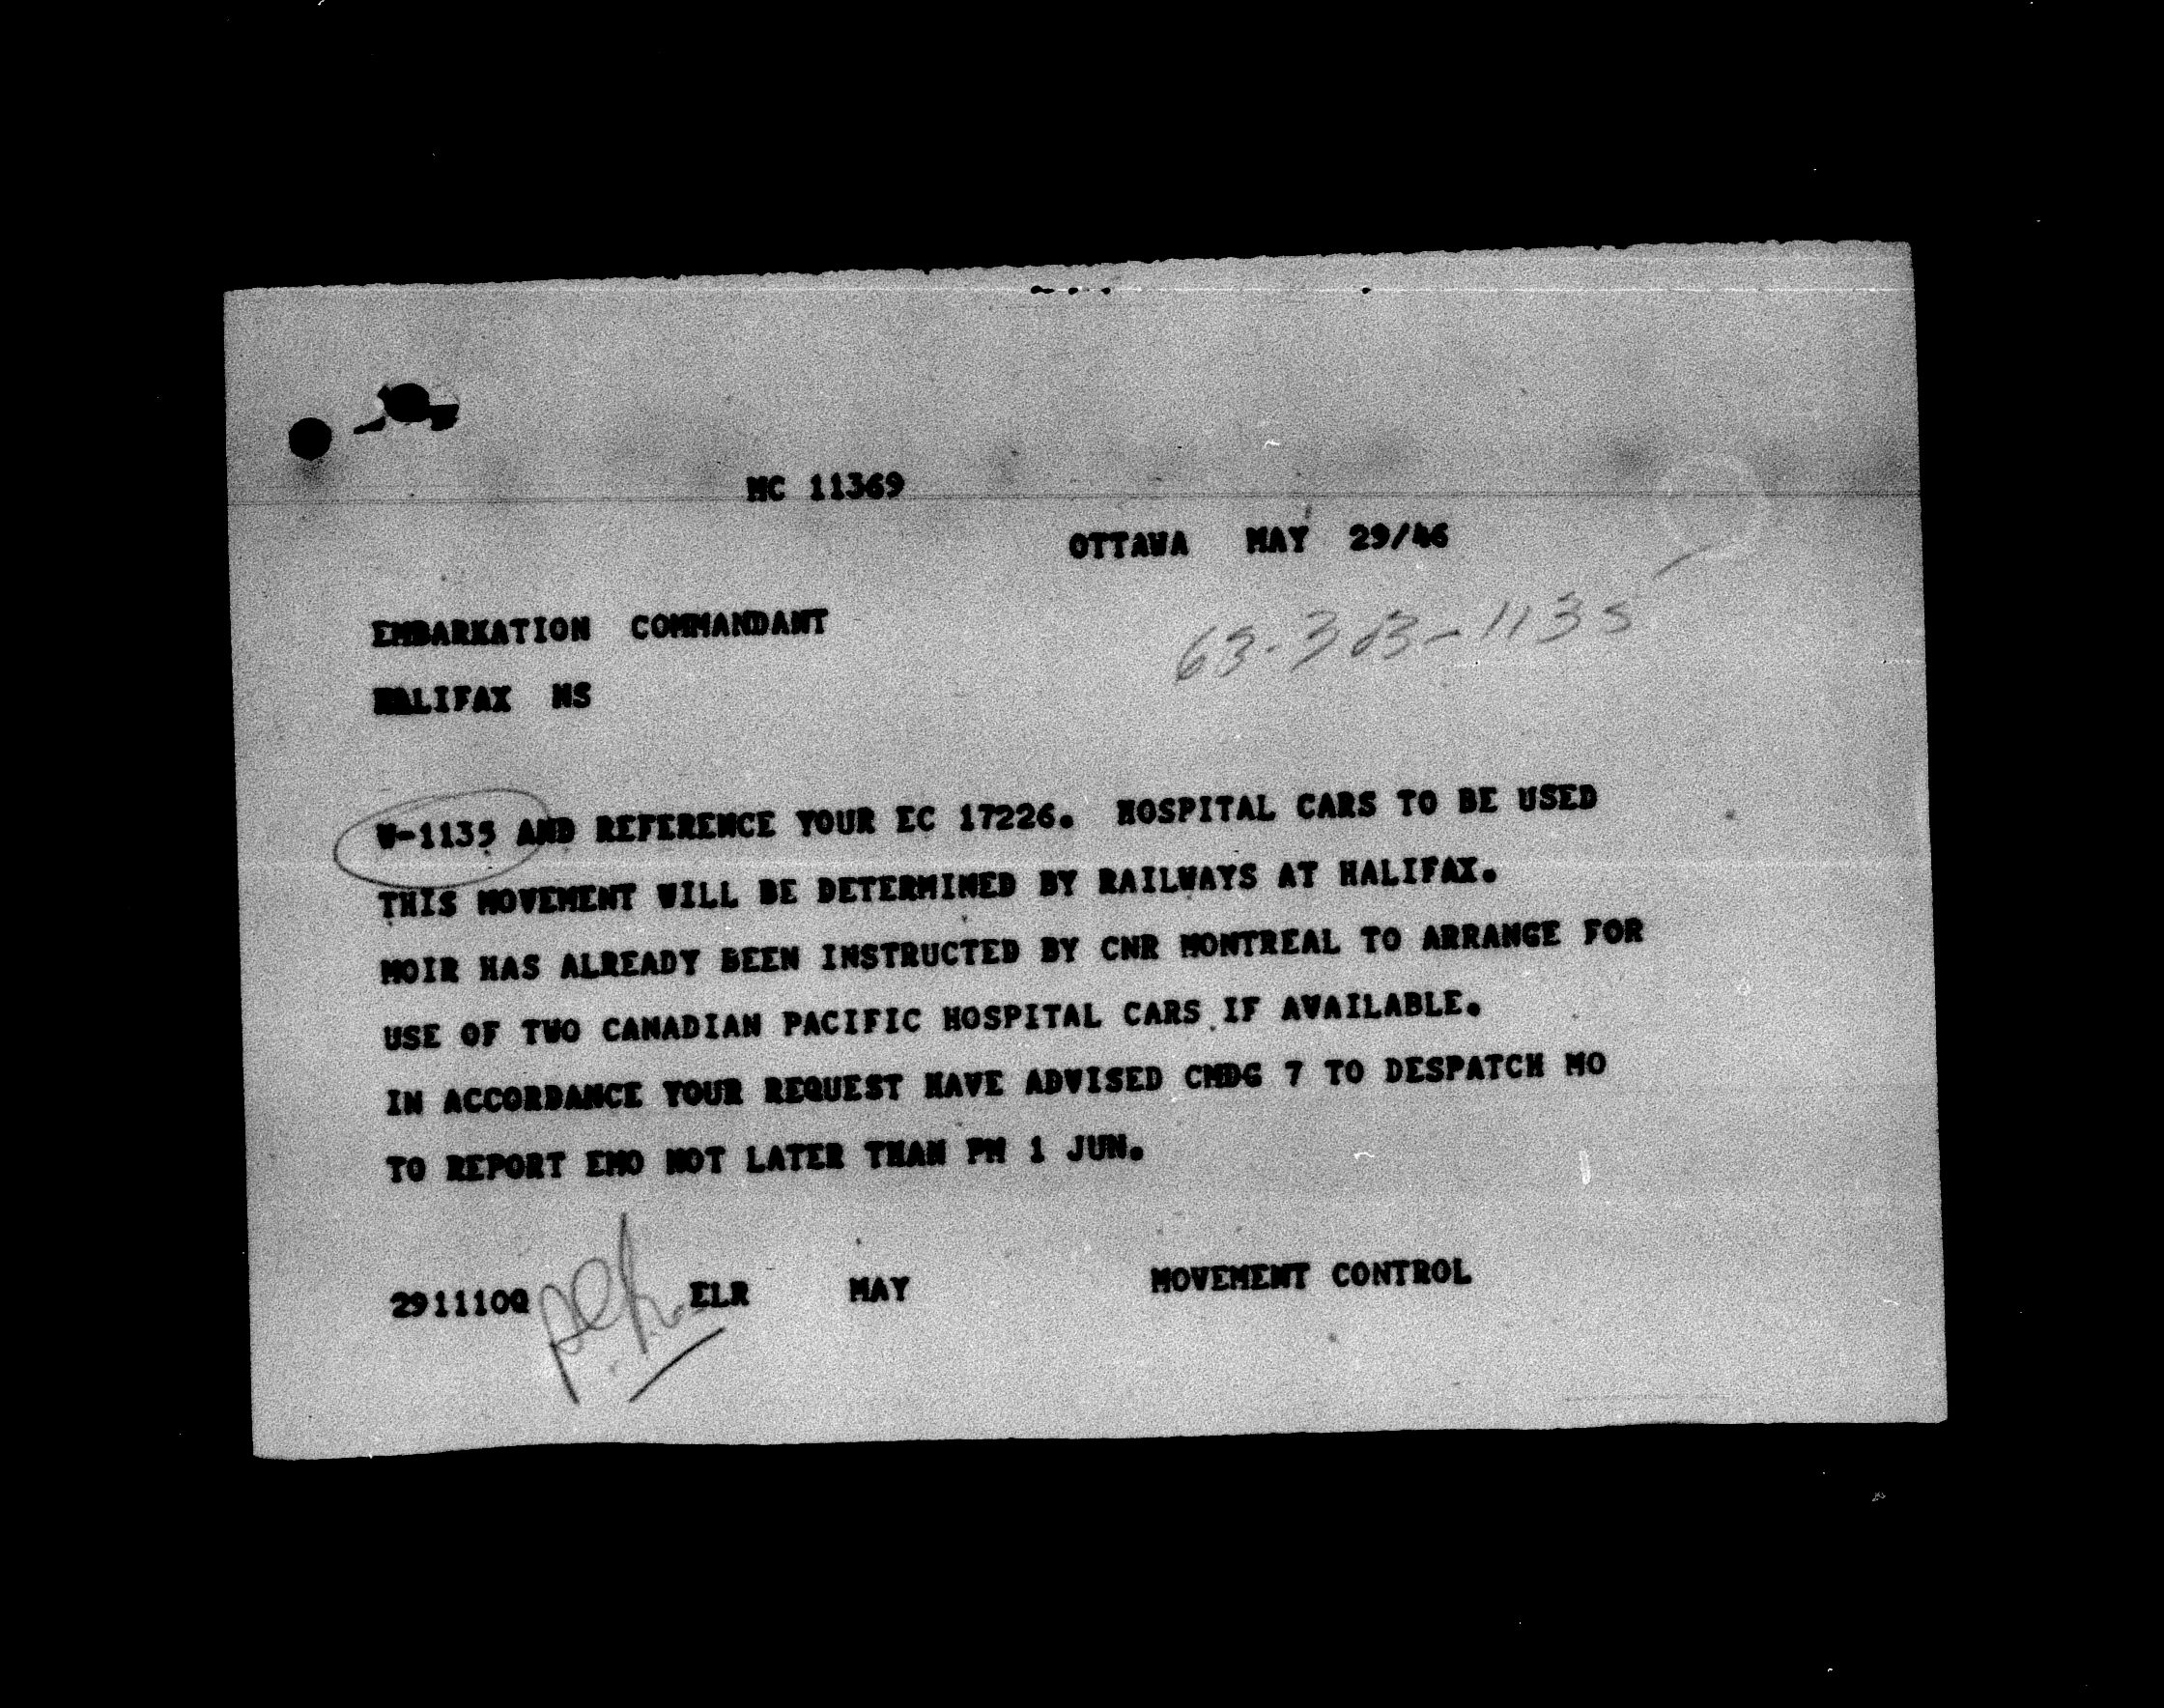 MC 11369
OTTAWA MAY 29/46
63-303-1135
EMBARKATION COMMANDANT
HALIFAX NS
W-1135 AND REFERENCE YOUR EC 17226. HOSPITAL CARS TO BE USED
THIS MOVEMENT WILL BE DETERMINED BY RAILWAYS AT HALIFAX.
MOIR HAS ALREADY BEEN INSTRUCTED BY CNR MONTREAL TO ARRANGE FOR
USE OF TWO CANADIAN PACIFIC HOSPITAL CARS IF AVAILABLE.
IN ACCORDANCE YOUR REQUEST HAVE ADVISED CMDG 7 TO DESPATCH MO
TO REPORT EMO NOT LATER THAN PM 1 JUN.
291110Q ELR MAY MOVEMENT CONTROL